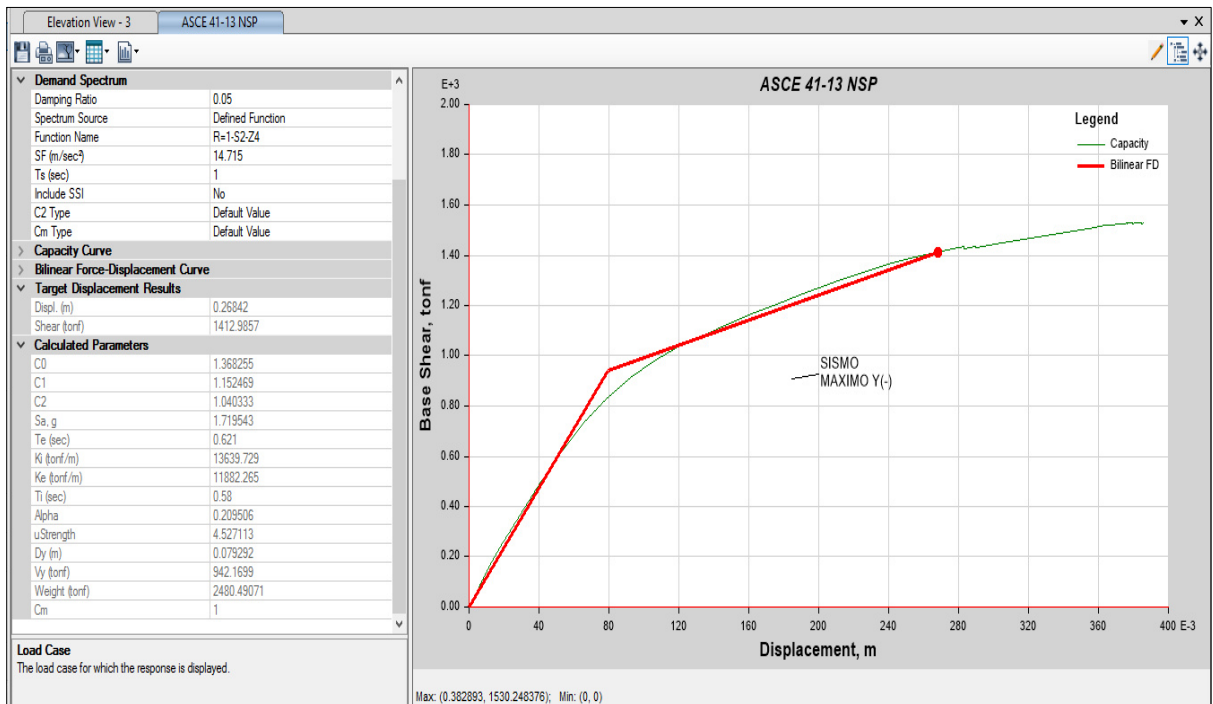 Elevation View - 3
ASCE 41-13 NSP
Demand Spectrum
Damping Ratio 0.05
Spectrum Source Defined Function
Function Name R=1-S2-Z4
SF (m/sec²) 14.715
Ts (sec) 1
Include SSI No
C2 Type Default Value
Cm Type Default Value
Capacity Curve
Bilinear Force-Displacement Curve
Target Displacement Results
Displ. (m) 0.26842
Shear (tonf) 1412.9857
Calculated Parameters
C0 1.368255
C1 1.152469
C2 1.040333
Sa, g 1.719543
Te (sec) 0.621
Ki (tonf/m) 13639.729
Ke (tonf/m) 11882.265
Ti (sec) 0.58
Alpha 0.209506
uStrength 4.527113
Dy (m) 0.079292
Vy (tonf) 942.1699
Weight (tonf) 2480.49071
Cm 1
Load Case
The load case for which the response is displayed.
ASCE 41-13 NSP
E+3
2.00
1.80
1.60
1.40
1.20
1.00
0.80
0.60
0.40
0.20
0.00
Base Shear, tonf
Legend
Capacity
Bilinear FD
SISMO
MAXIMO Y(-)
0 40 80 120 160 200 240 280 320 360 400 E-3
Displacement, m
Max: (0.382893, 1530.248376); Min: (0, 0)